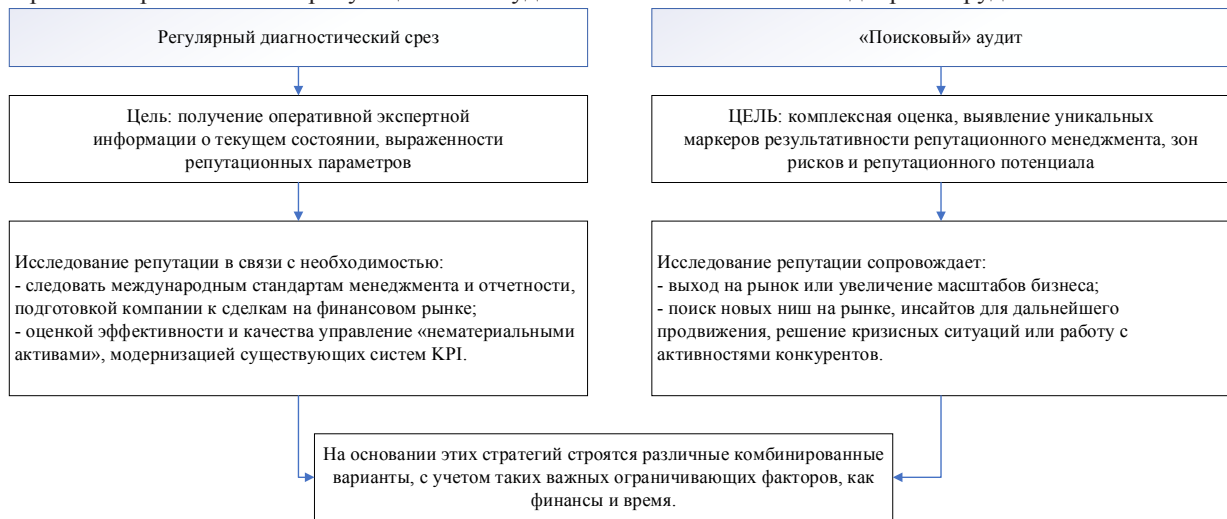 Регулярный диагностический срез
«Поисковый» аудит
Цель: получение оперативной экспертной
информации о текущем состоянии, выраженности
репутационных параметров
ЦЕЛЬ: комплексная оценка, выявление уникальных
маркеров результативности репутационного менеджмента, зон
рисков и репутационного потенциала
Исследование репутации в связи с необходимостью:
- следовать международным стандартам менеджмента и отчетности,
подготовкой компании к сделкам на финансовом рынке;
- оценкой эффективности и качества управление «нематериальными
активами», модернизацией существующих систем KPI.
Исследование репутации сопровождает:
- выход на рынок или увеличение масштабов бизнеса;
- поиск новых ниш на рынке, инсайтов для дальнейшего
продвижения, решение кризисных ситуаций или работу с
активностями конкурентов.
На основании этих стратегий строятся различные комбинированные
варианты, с учетом таких важных ограничивающих факторов, как
финансы и время.